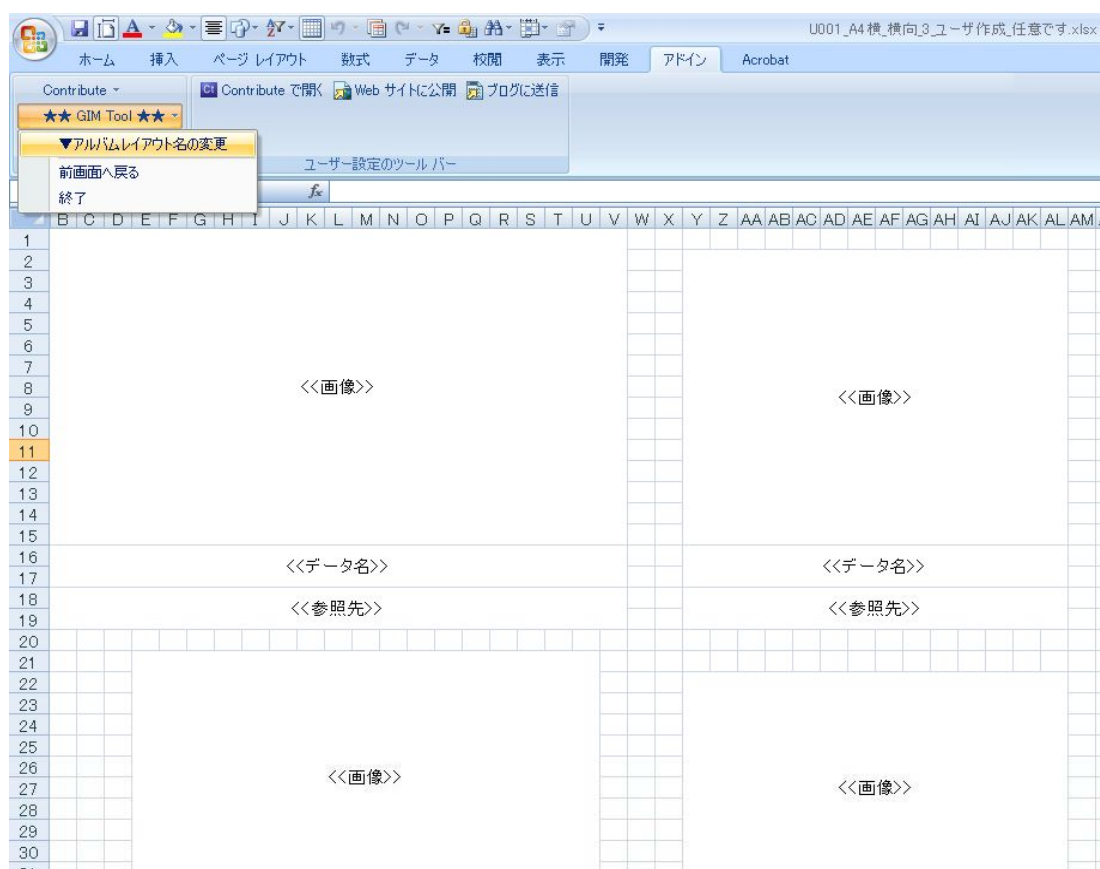 U001_A4横_横向_3_ユーザ作成_任意です.xlsx
ホーム 挿入 ページ レイアウト 数式 データ 校閲 表示 開発 アドイン Acrobat
Contribute Contribute で開く Web サイトに公開 ブログに送信
★★ GIM Tool ★★
▼アルバムレイアウト名の変更
前画面へ戻る
終了
ユーザー設定のツール バー
fx
B C D E F G H I J K L M N O P Q R S T U V W X Y Z AA AB AC AD AE AF AG AH AI AJ AK AL AM
1
2
3
4
5
6
7
8 <<画像>> <<画像>>
9
10
11
12
13
14
15
16 <<データ名>> <<データ名>>
17
18 <<参照先>> <<参照先>>
19
20
21
22
23
24
25
26
27 <<画像>> <<画像>>
28
29
30